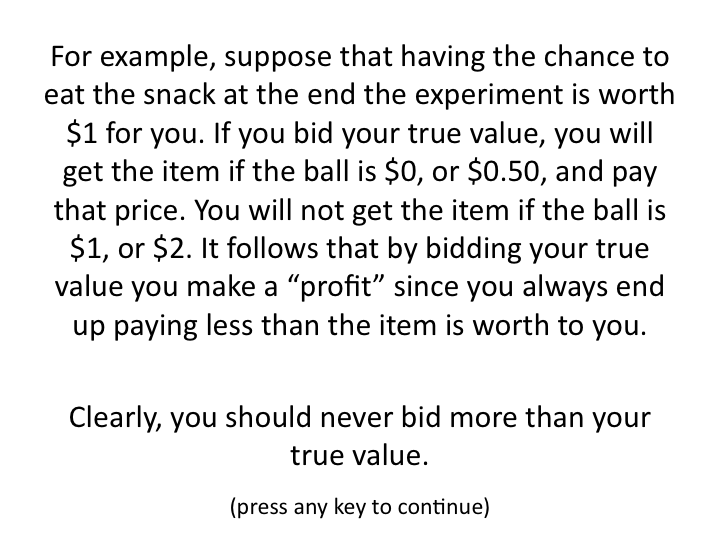 For example, suppose that having the chance to
eat the snack at the end the experiment is worth
$1 for you. If you bid your true value, you will
get the item if the ball is $0, or $0.50, and pay
that price. You will not get the item if the ball is
$1, or $2. It follows that by bidding your true
value you make a “profit” since you always end
up paying less than the item is worth to you.
Clearly, you should never bid more than your
true value.
(press any key to continue)